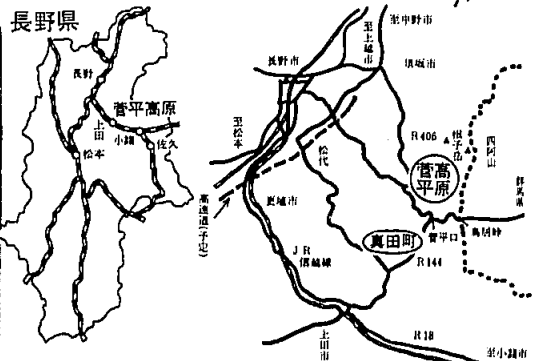 長野県
長野
菅平高原
上田
小諸
佐久
松本
至中野市
至上越市
長野市
須坂市
至松本
松代
R406
根子岳
四阿山
菅平高原
群馬県
高速道(予定)
更埴市
真田町
菅平口
鳥居峠
JR信越線
R144
上田市
R18
至小諸市